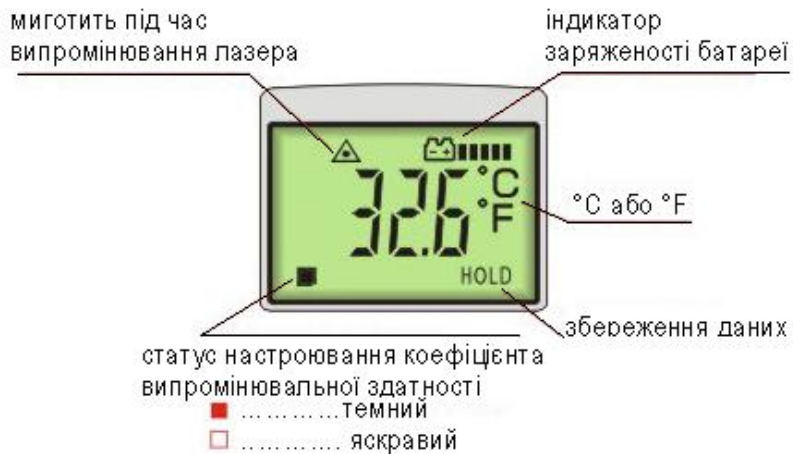 миготить під час
випромінювання лазера
індикатор
заряженості батареї
32.6 °C
°F
HOLD
°C або °F
збереження даних
статус настроювання коефіцієнта
випромінювальної здатності
■ ............темний
□ ............ яскравий